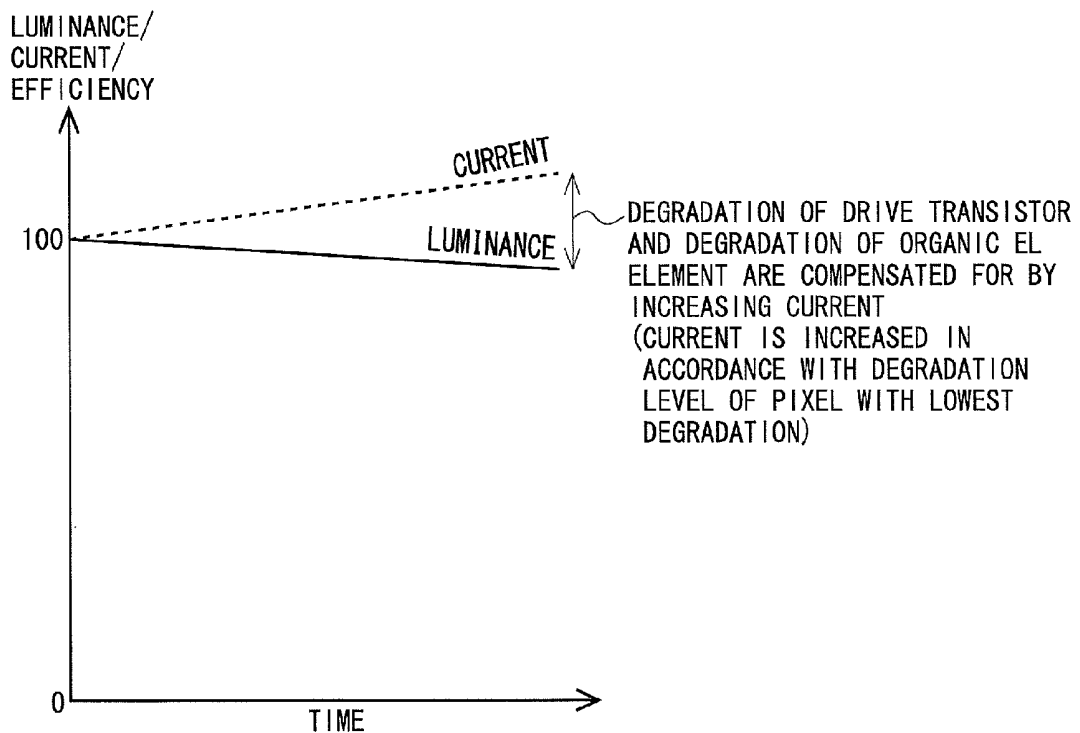 LUMINANCE/
CURRENT/
EFFICIENCY
CURRENT
100
LUMINANCE
DEGRADATION OF DRIVE TRANSISTOR
AND DEGRADATION OF ORGANIC EL
ELEMENT ARE COMPENSATED FOR BY
INCREASING CURRENT
(CURRENT IS INCREASED IN
ACCORDANCE WITH DEGRADATION
LEVEL OF PIXEL WITH LOWEST
DEGRADATION)
0
TIME